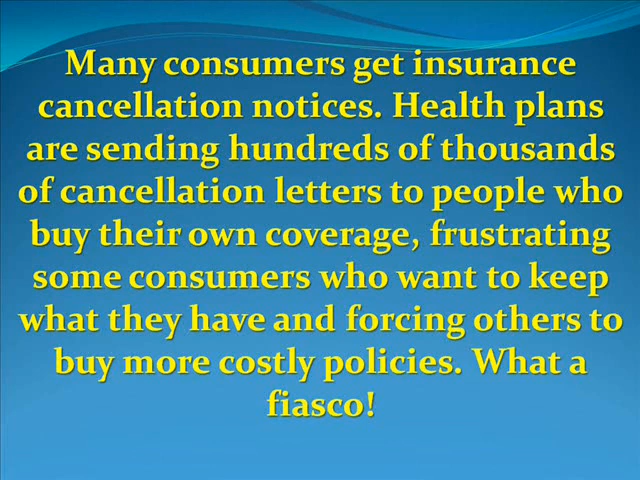 Many consumers get insurance
cancellation notices. Health plans
are sending hundreds of thousands
of cancellation letters to people who
buy their own coverage, frustrating
some consumers who want to keep
what they have and forcing others to
buy more costly policies. What a
fiasco!